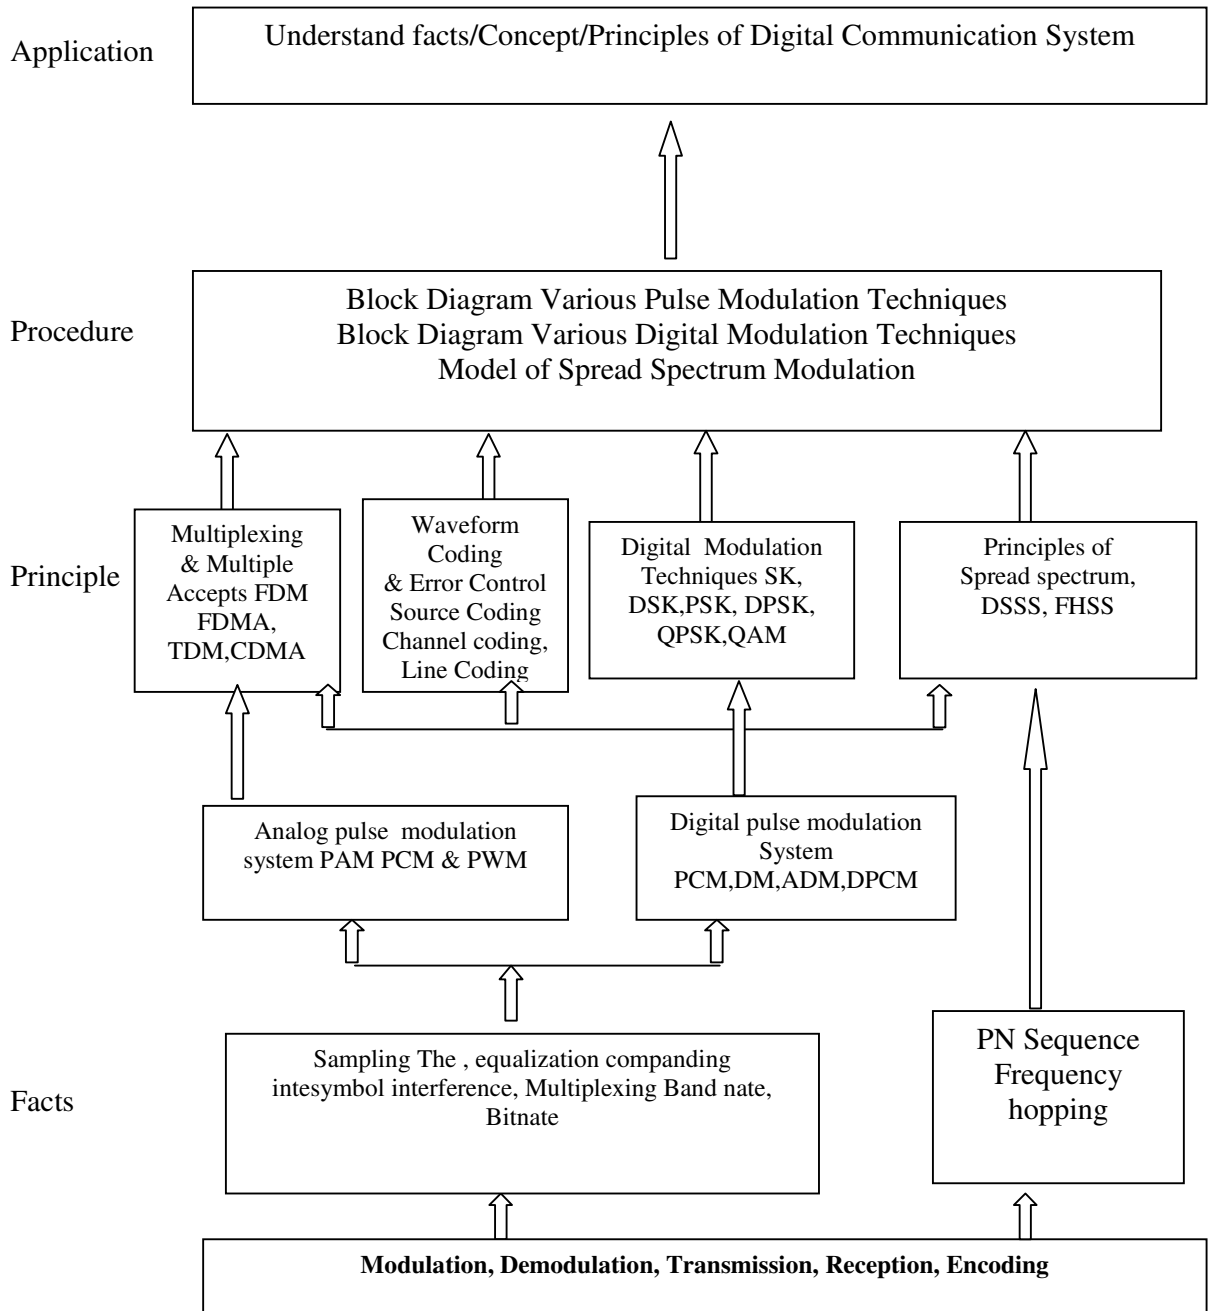 Application
Understand facts/Concept/Principles of Digital Communication System
Procedure
Block Diagram Various Pulse Modulation Techniques
Block Diagram Various Digital Modulation Techniques
Model of Spread Spectrum Modulation
Principle
Multiplexing
& Multiple
Accepts FDM
FDMA,
TDM,CDMA
Waveform
Coding
& Error Control
Source Coding
Channel coding,
Line Coding
Digital Modulation
Techniques SK,
DSK,PSK, DPSK,
QPSK,QAM
Principles of
Spread spectrum,
DSSS, FHSS
Analog pulse modulation
system PAM PCM & PWM
Digital pulse modulation
System
PCM,DM,ADM,DPCM
Facts
Sampling The , equalization companding
intesymbol interference, Multiplexing Band nate,
Bitnate
PN Sequence
Frequency
hopping
Modulation, Demodulation, Transmission, Reception, Encoding